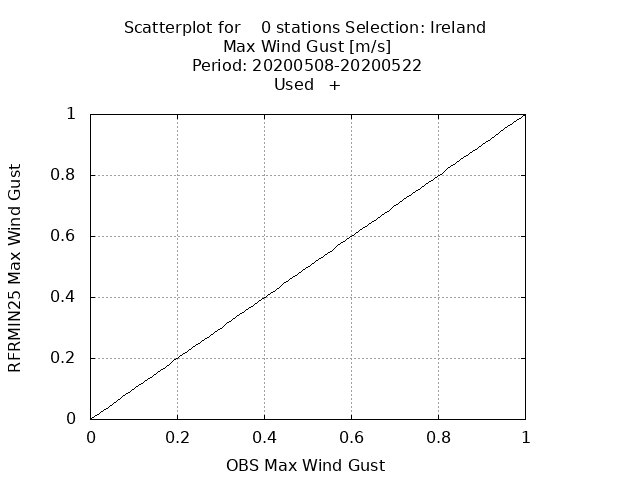 Scatterplot for    0 stations Selection: Ireland
Max Wind Gust [m/s]
Period: 20200508-20200522
Used   +
1
0.8
0.6
0.4
0.2
0
RFRMIN25 Max Wind Gust
0 0.2 0.4 0.6 0.8 1
OBS Max Wind Gust